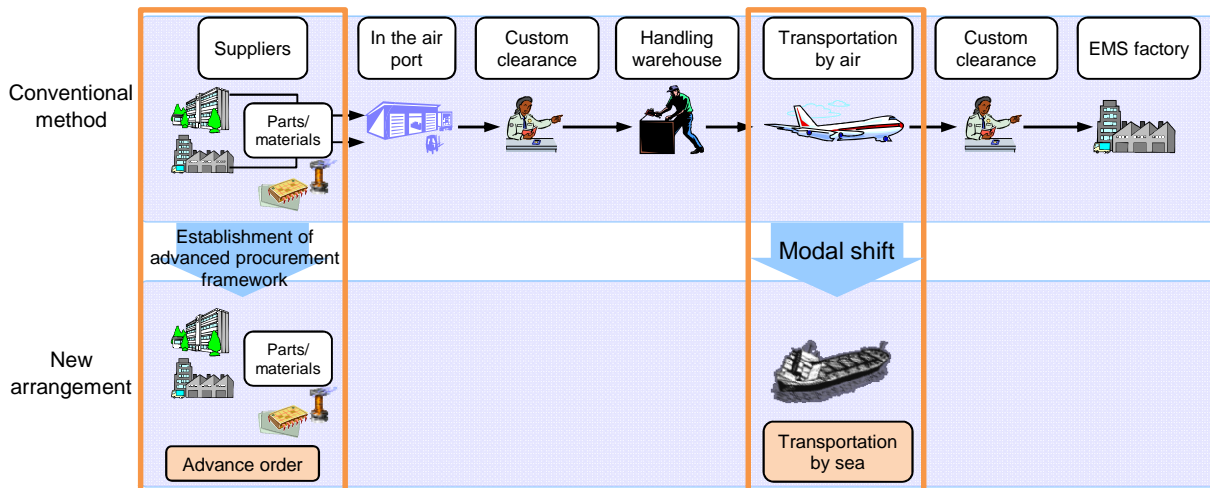 Suppliers
In the air
port
Custom
clearance
Handling
warehouse
Transportation
by air
Custom
clearance
EMS factory
Conventional
method
Parts/
materials
Establishment of
advanced procurement
framework
Modal shift
New
arrangement
Parts/
materials
Advance order
Transportation
by sea